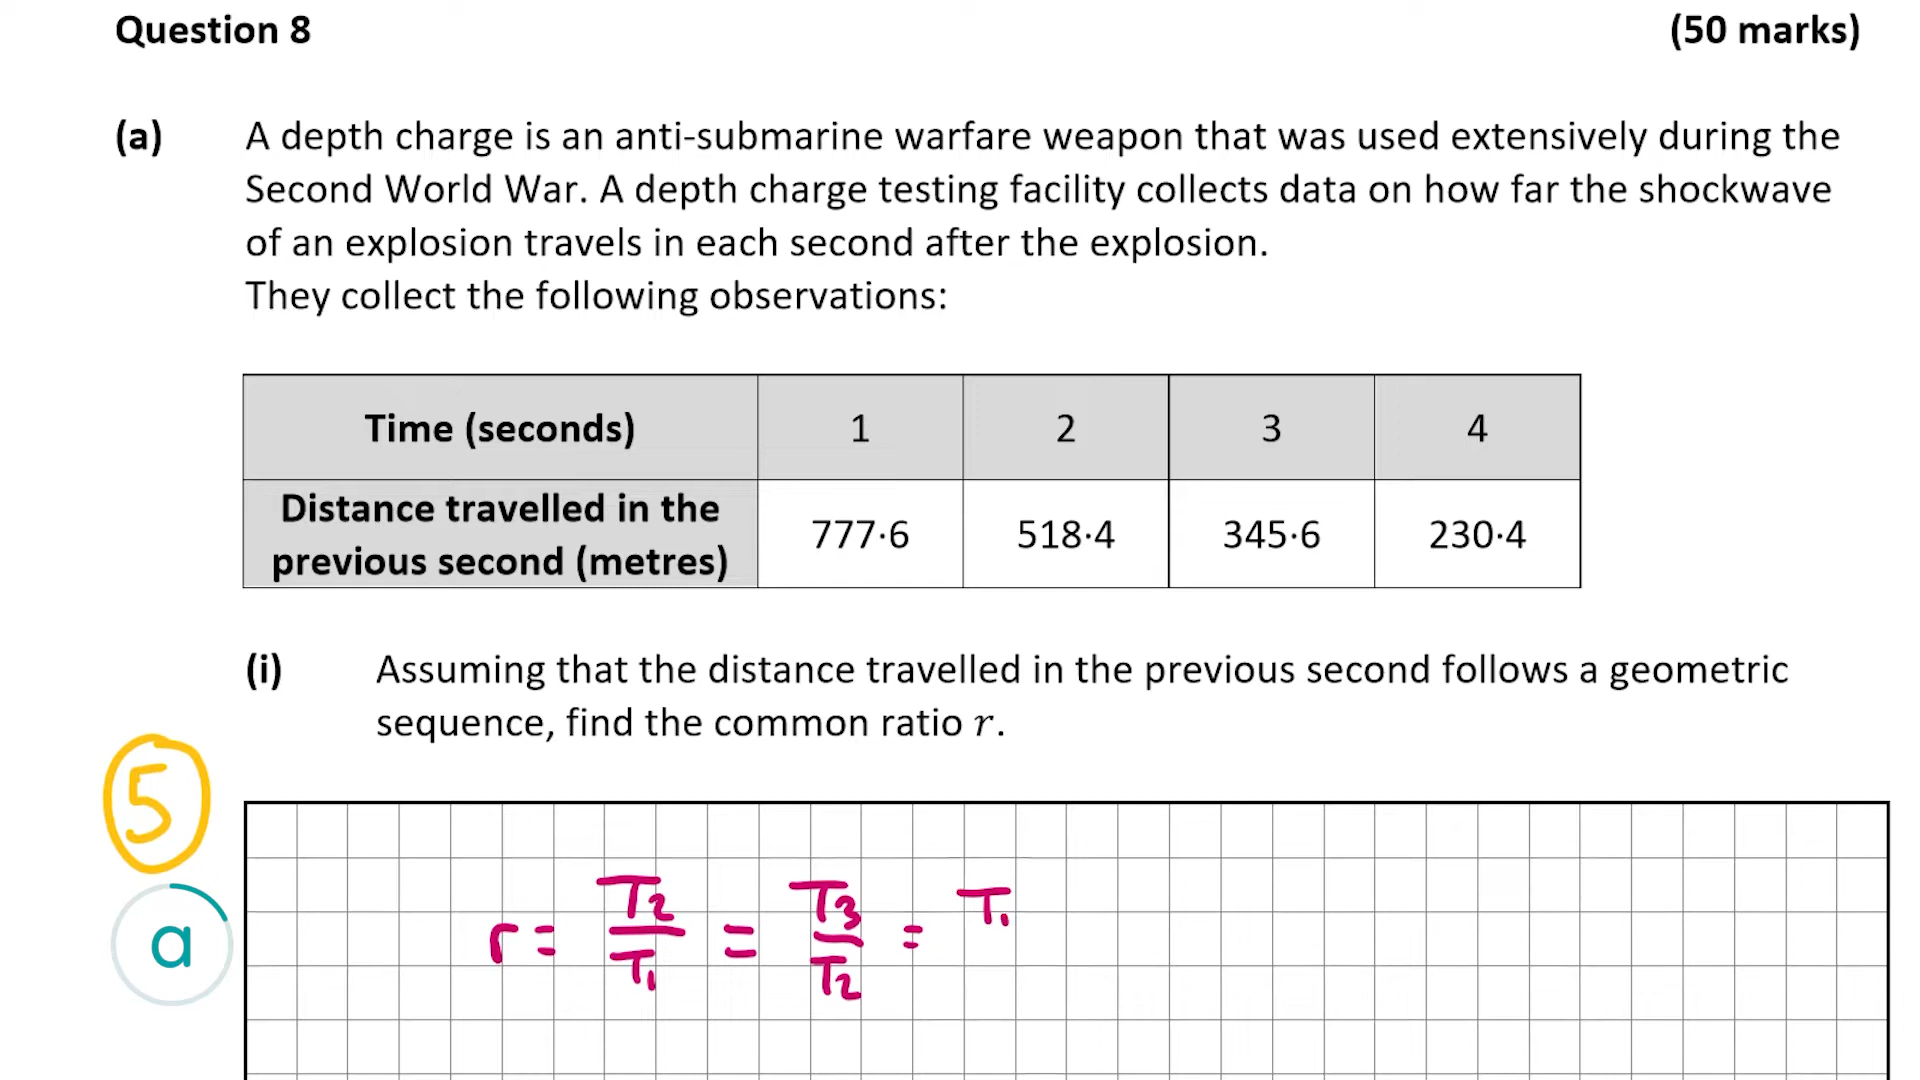 Question 8 (50 marks)
(a) A depth charge is an anti-submarine warfare weapon that was used extensively during the
Second World War. A depth charge testing facility collects data on how far the shockwave
of an explosion travels in each second after the explosion.
They collect the following observations:
Time (seconds) 1 2 3 4
Distance travelled in the
previous second (metres) 777·6 518·4 345·6 230·4
(i) Assuming that the distance travelled in the previous second follows a geometric
sequence, find the common ratio r.
5
a
r = T₂/T₁ = T₃/T₂ = T